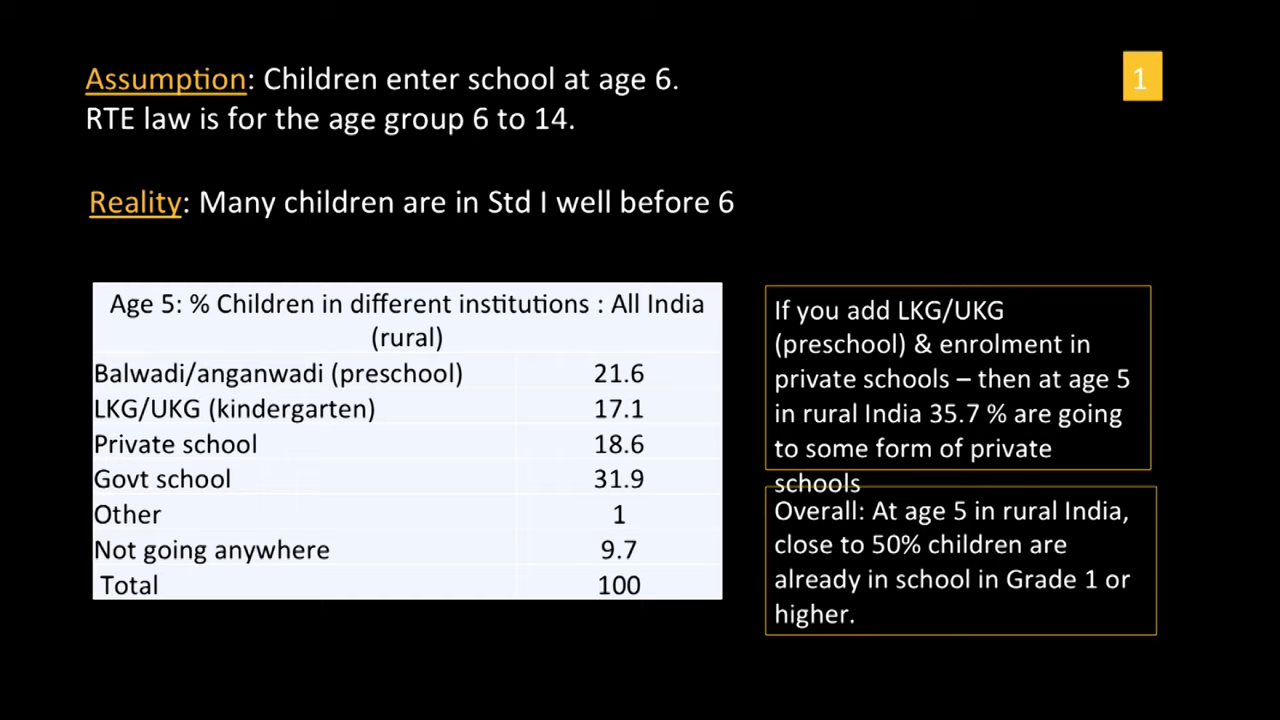 Assumption: Children enter school at age 6.
1
RTE law is for the age group 6 to 14.
Reality: Many children are in Std I well before 6
Age 5: % Children in different institutions : All India
(rural)
Balwadi/anganwadi (preschool) 21.6
LKG/UKG (kindergarten) 17.1
Private school 18.6
Govt school 31.9
Other 1
Not going anywhere 9.7
Total 100
If you add LKG/UKG
(preschool) & enrolment in
private schools – then at age 5
in rural India 35.7 % are going
to some form of private
schools
Overall: At age 5 in rural India,
close to 50% children are
already in school in Grade 1 or
higher.